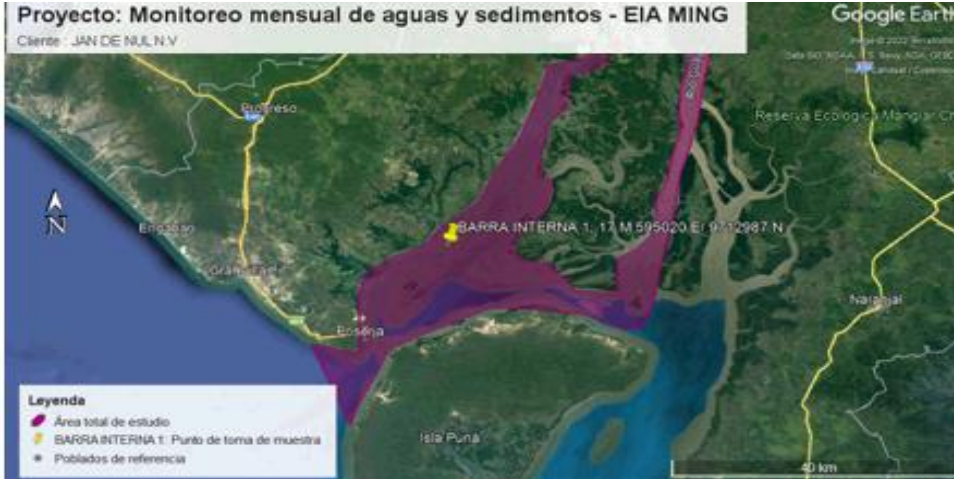 Proyecto: Monitoreo mensual de aguas y sedimentos - EIA MING
Cliente : JAN DE NUL N.V
Google Earth
Progreso
Reserva Ecológica Manglar
BARRA INTERNA 1, 17 M 595020 E/ 9712987 N
N
Engabao
Naranjal
Posorja
Isla Puná
40 km
Leyenda
Área total de estudio
BARRA INTERNA 1: Punto de toma de muestra
Poblados de referencia